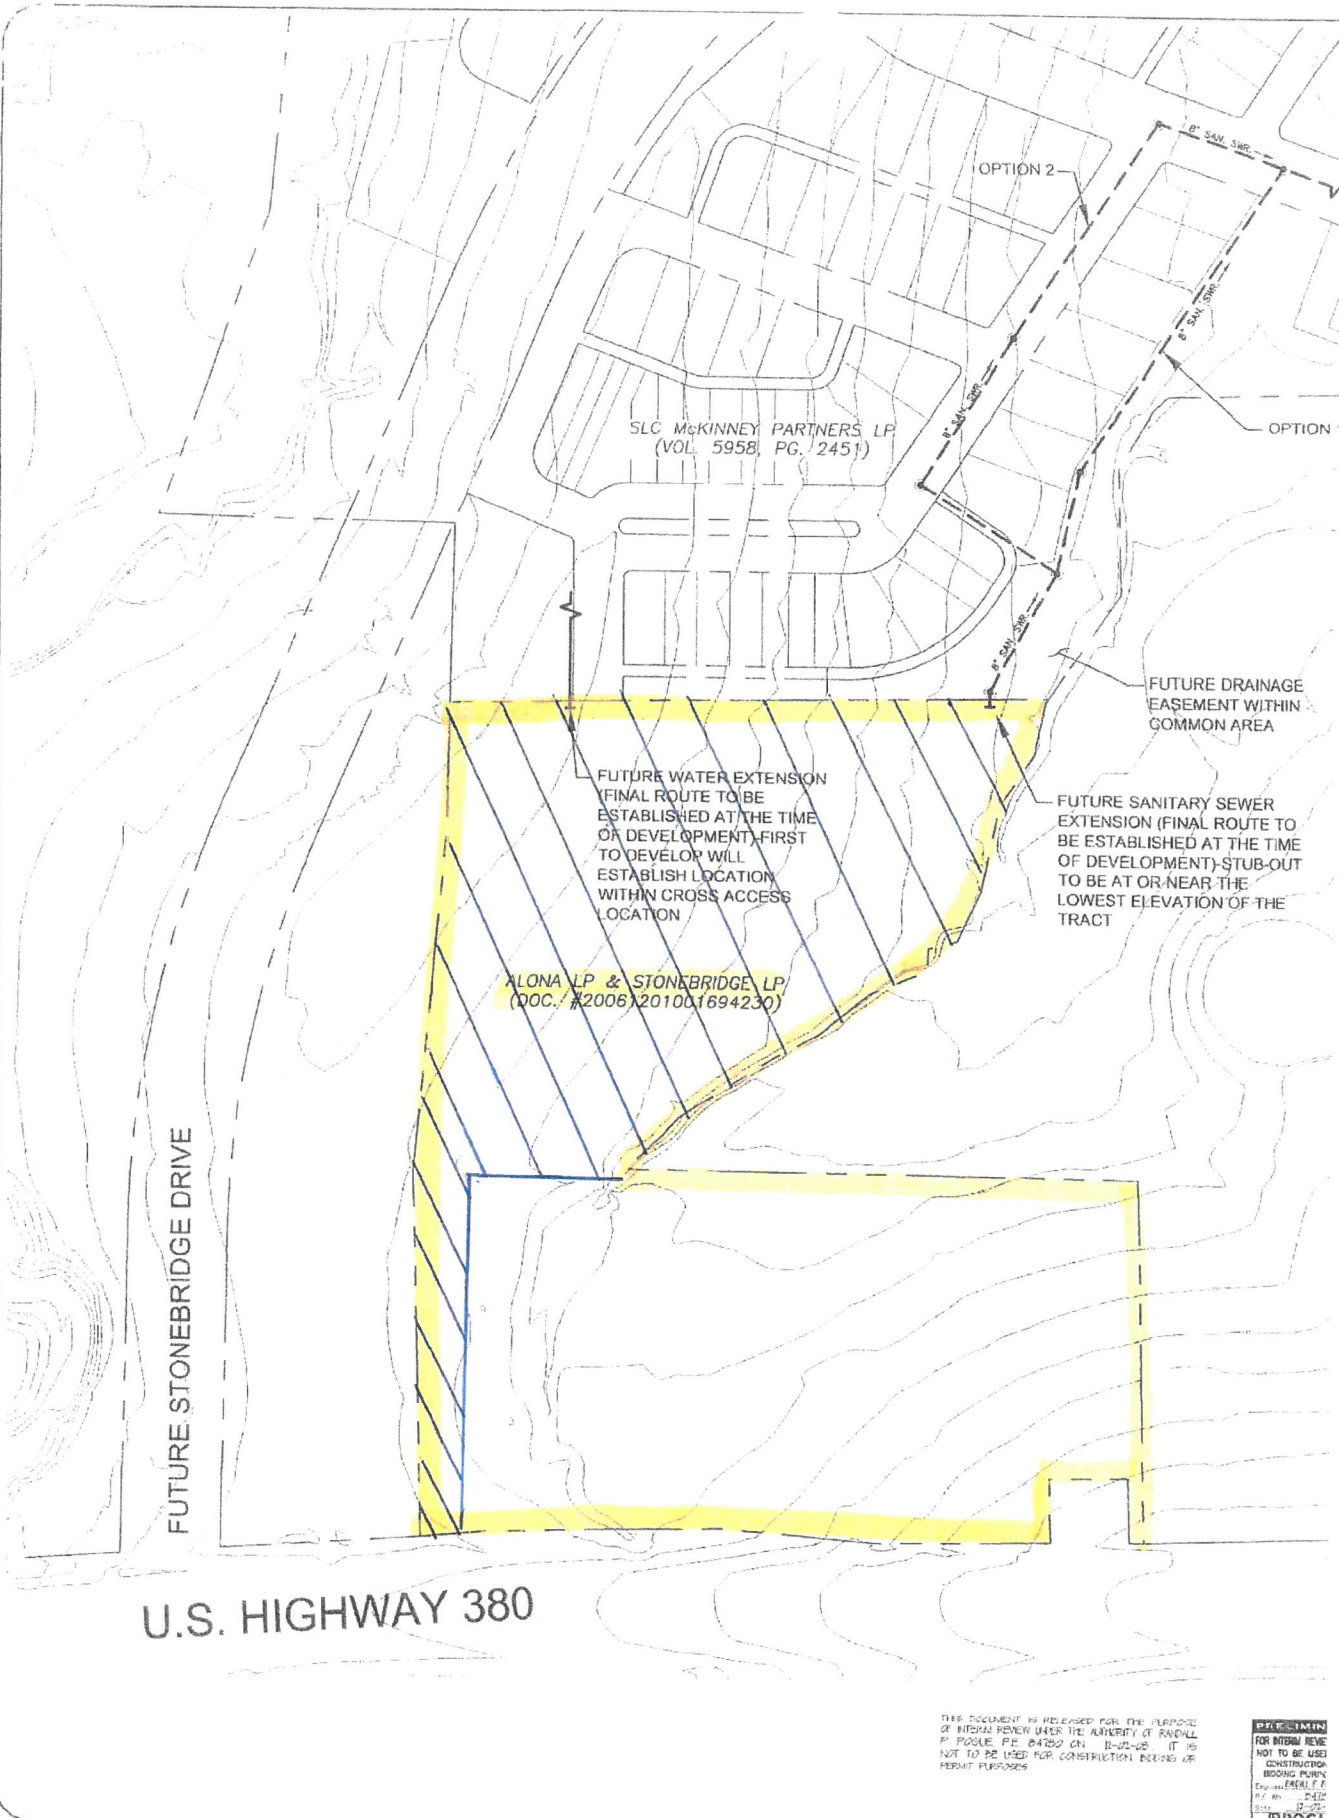 8" SAN. SWR.
OPTION 2
8" SAN. SWR.
OPTION
SLC McKINNEY PARTNERS LP
(VOL. 5958, PG. 2451)
8" SAN. SWR.
8" SAN. SWR.
FUTURE DRAINAGE
EASEMENT WITHIN
COMMON AREA
FUTURE WATER EXTENSION
(FINAL ROUTE TO BE
ESTABLISHED AT THE TIME
OF DEVELOPMENT)-FIRST
TO DEVELOP WILL
ESTABLISH LOCATION
WITHIN CROSS ACCESS
LOCATION
FUTURE SANITARY SEWER
EXTENSION (FINAL ROUTE TO
BE ESTABLISHED AT THE TIME
OF DEVELOPMENT)-STUB-OUT
TO BE AT OR NEAR THE
LOWEST ELEVATION OF THE
TRACT
ALONA LP & STONEBRIDGE LP
(DOC. #20061201001694230)
FUTURE STONEBRIDGE DRIVE
U.S. HIGHWAY 380
THIS DOCUMENT IS RELEASED FOR THE PURPOSE
OF INTERIM REVIEW UNDER THE AUTHORITY OF RANDALL
P. POGUE, P.E. 84750 ON 12-02-08. IT IS
NOT TO BE USED FOR CONSTRUCTION BIDDING OR
PERMIT PURPOSES
PRELIMIN
FOR INTERIM REVIE
NOT TO BE USED
CONSTRUCTION
BIDDING PURP